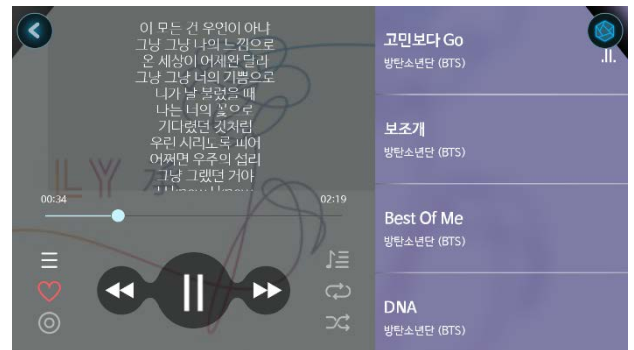 이 모든 건 우연이 아냐
그냥 그냥 나의 느낌으로
온 세상이 어제완 달라
그냥 그냥 너의 기쁨으로
니가 날 불렀을 때
나는 너의 꽃으로
기다렸던 것처럼
우린 시리도록 피어
어쩌면 우주의 섭리
그냥 그랬던 거야
LY
00:34
02:19
고민보다 Go
방탄소년단 (BTS)
보조개
방탄소년단 (BTS)
Best Of Me
방탄소년단 (BTS)
DNA
방탄소년단 (BTS)